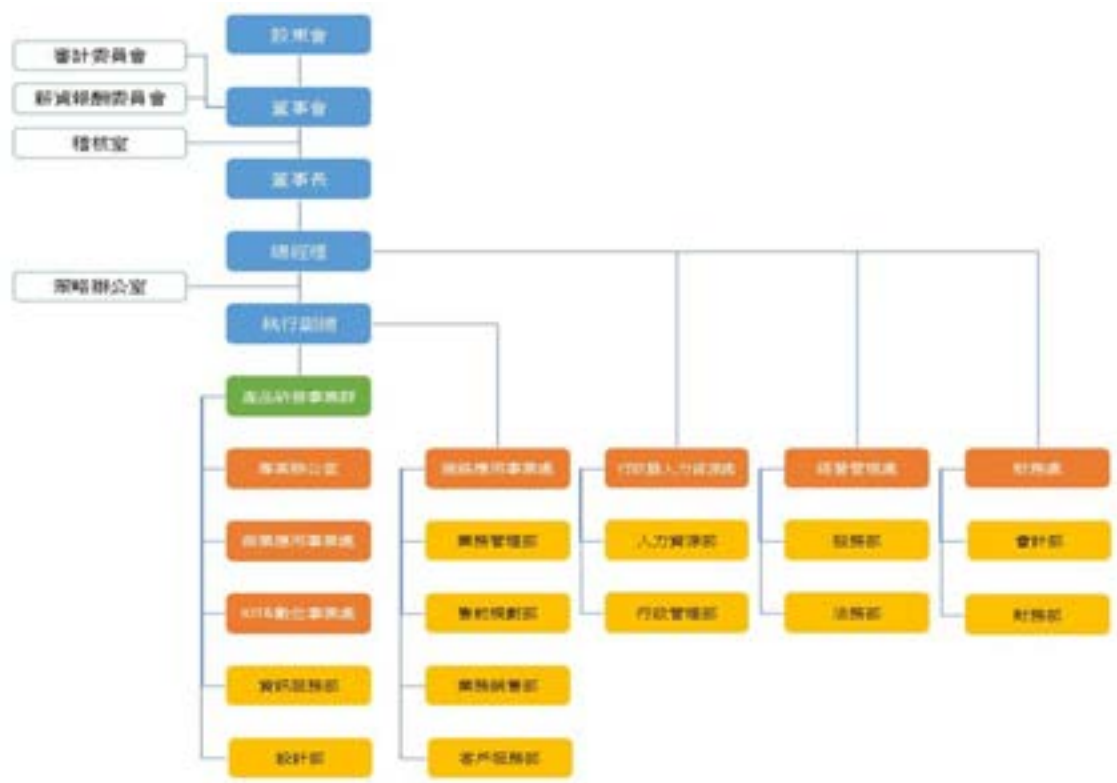 股東會
審計委員會
薪資報酬委員會
董事會
稽核室
董事長
總經理
策略辦公室
執行副總
產品研發事業群
專案辦公室
行政暨人力資源處
經營管理處
財務處
商業應用事業處
業務管理部
人力資源部
股務部
會計部
售前規劃部
行政管理部
法務部
財務部
資訊服務部
業務銷售部
設計部
客戶服務部